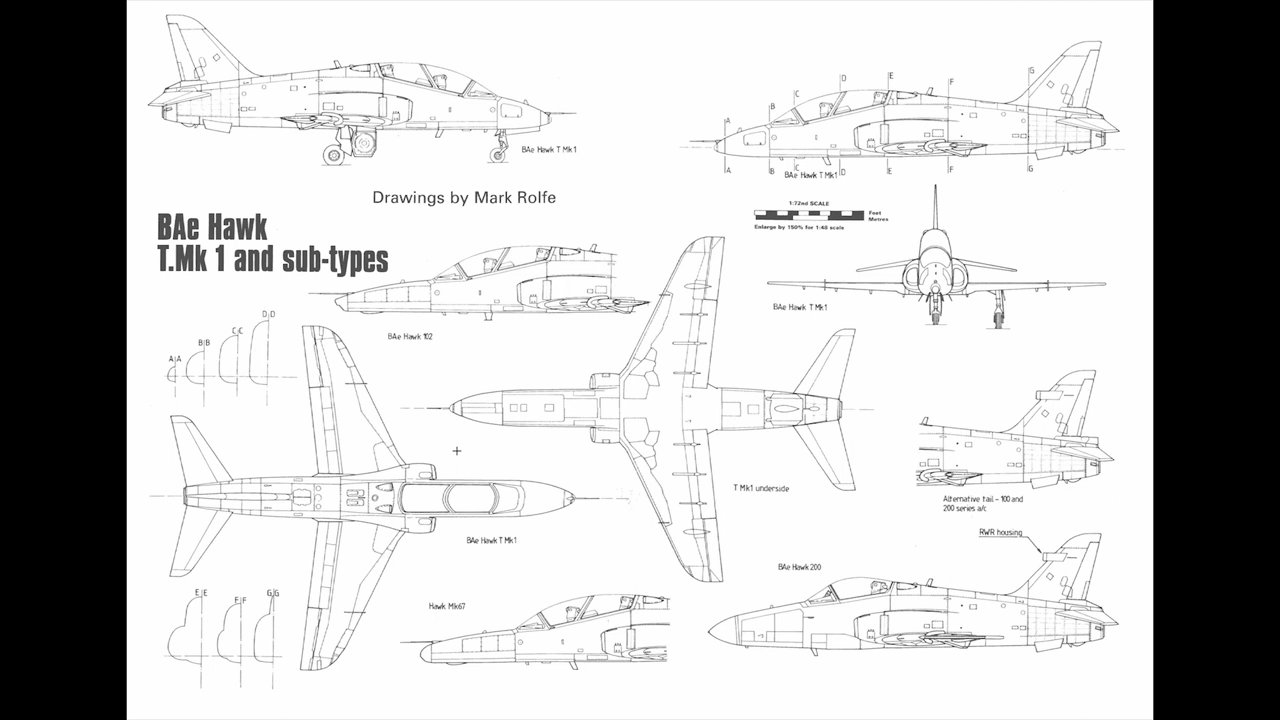 BAe Hawk T Mk1
A
B
C
D
E
F
G
A
B
C
D
E
F
G
BAe Hawk T Mk1
Drawings by Mark Rolfe
1:72nd SCALE
Feet
Metres
Enlarge by 150% for 1:48 scale
BAe Hawk
T.Mk 1 and sub-types
BAe Hawk T Mk1
BAe Hawk 102
A A
B B
C C
D D
T Mk1 underside
Alternative tail - 100 and
200 series a/c
BAe Hawk T Mk1
RWR housing
BAe Hawk 200
E E
F F
G G
Hawk Mk67